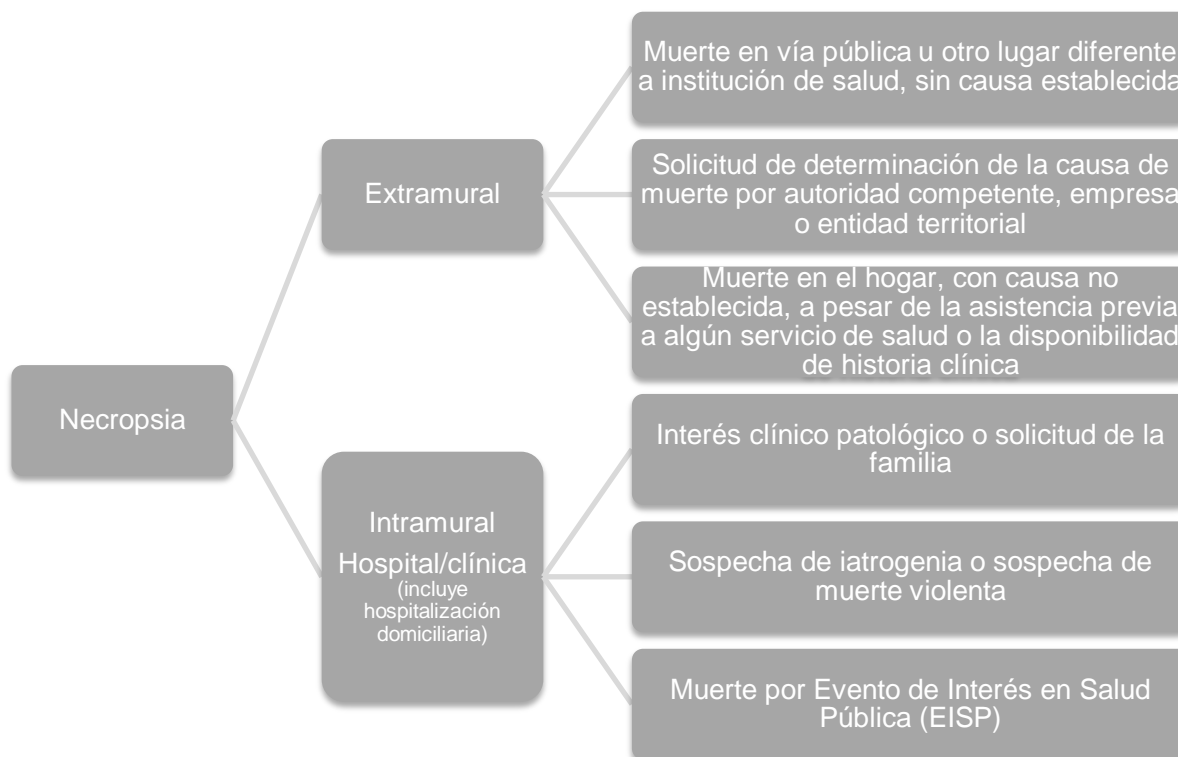 Necropsia
Extramural
Muerte en vía pública u otro lugar diferente
a institución de salud, sin causa establecida
Solicitud de determinación de la causa de
muerte por autoridad competente, empresa
o entidad territorial
Muerte en el hogar, con causa no
establecida, a pesar de la asistencia previa
a algún servicio de salud o la disponibilidad
de historia clínica
Intramural
Hospital/clínica
(incluye
hospitalización
domiciliaria)
Interés clínico patológico o solicitud de la
familia
Sospecha de iatrogenia o sospecha de
muerte violenta
Muerte por Evento de Interés en Salud
Pública (EISP)